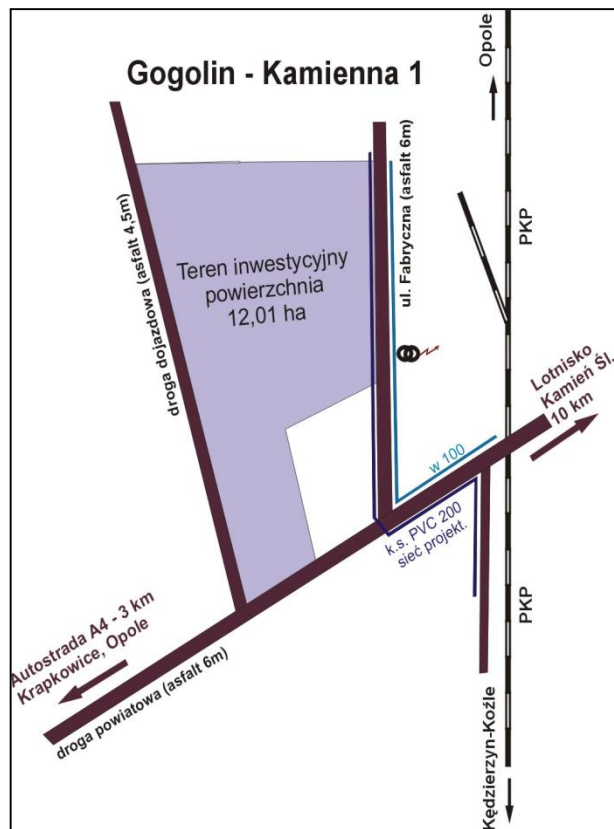 Gogolin - Kamienna 1
Opole
PKP
ul. Fabryczna (asfalt 6m)
droga dojazdowa (asfalt 4,5m)
Teren inwestycyjny
powierzchnia
12,01 ha
Lotnisko
Kamień Śl.
10 km
w 100
k.s. PVC 200
sieć projekt.
Autostrada A4 - 3 km
Krapkowice, Opole
droga powiatowa (asfalt 6m)
PKP
Kędzierzyn-Koźle